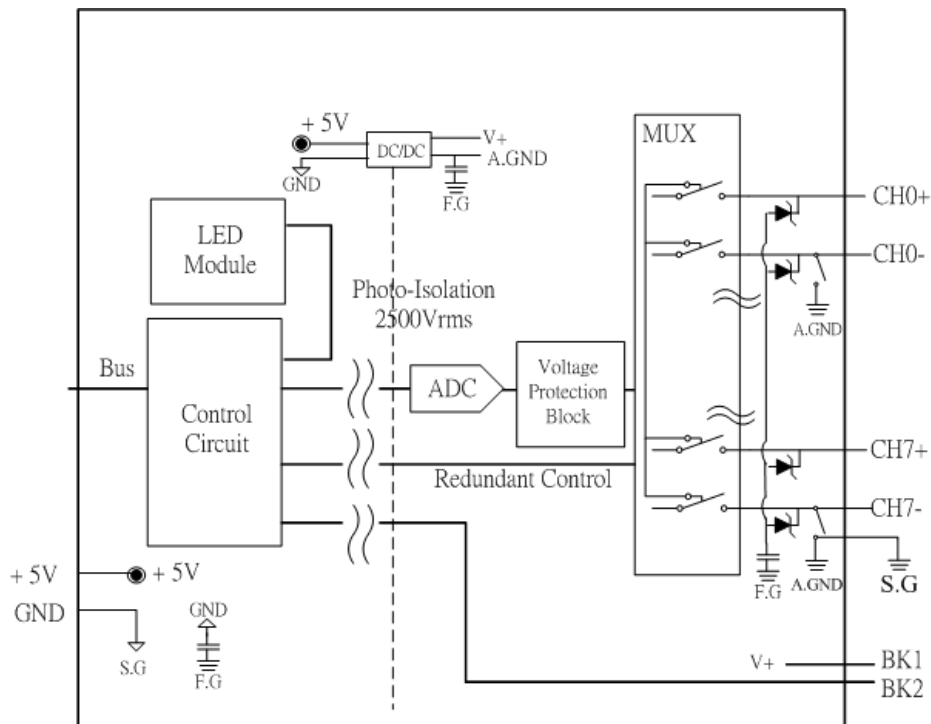 + 5V
DC/DC
V+
A.GND
GND
F.G
MUX
CH0+
LED
Module
CH0-
Photo-Isolation
2500Vrms
A.GND
Bus
ADC
Voltage
Protection
Block
Control
Circuit
Redundant Control
CH7+
CH7-
+ 5V
+ 5V
F.G
A.GND
S.G
GND
GND
S.G
F.G
V+
BK1
BK2